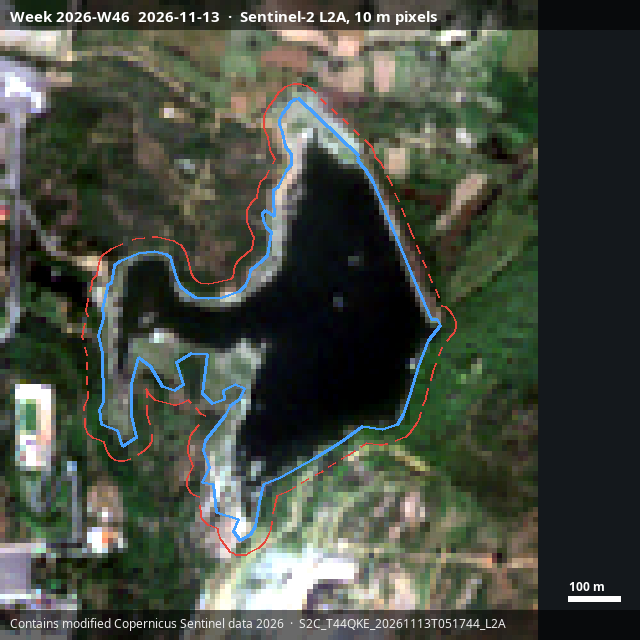 Week 2026-W46  2026-11-13  ·  Sentinel-2 L2A, 10 m pixels
100 m
Contains modified Copernicus Sentinel data 2026  ·  S2C_T44QKE_20261113T051744_L2A